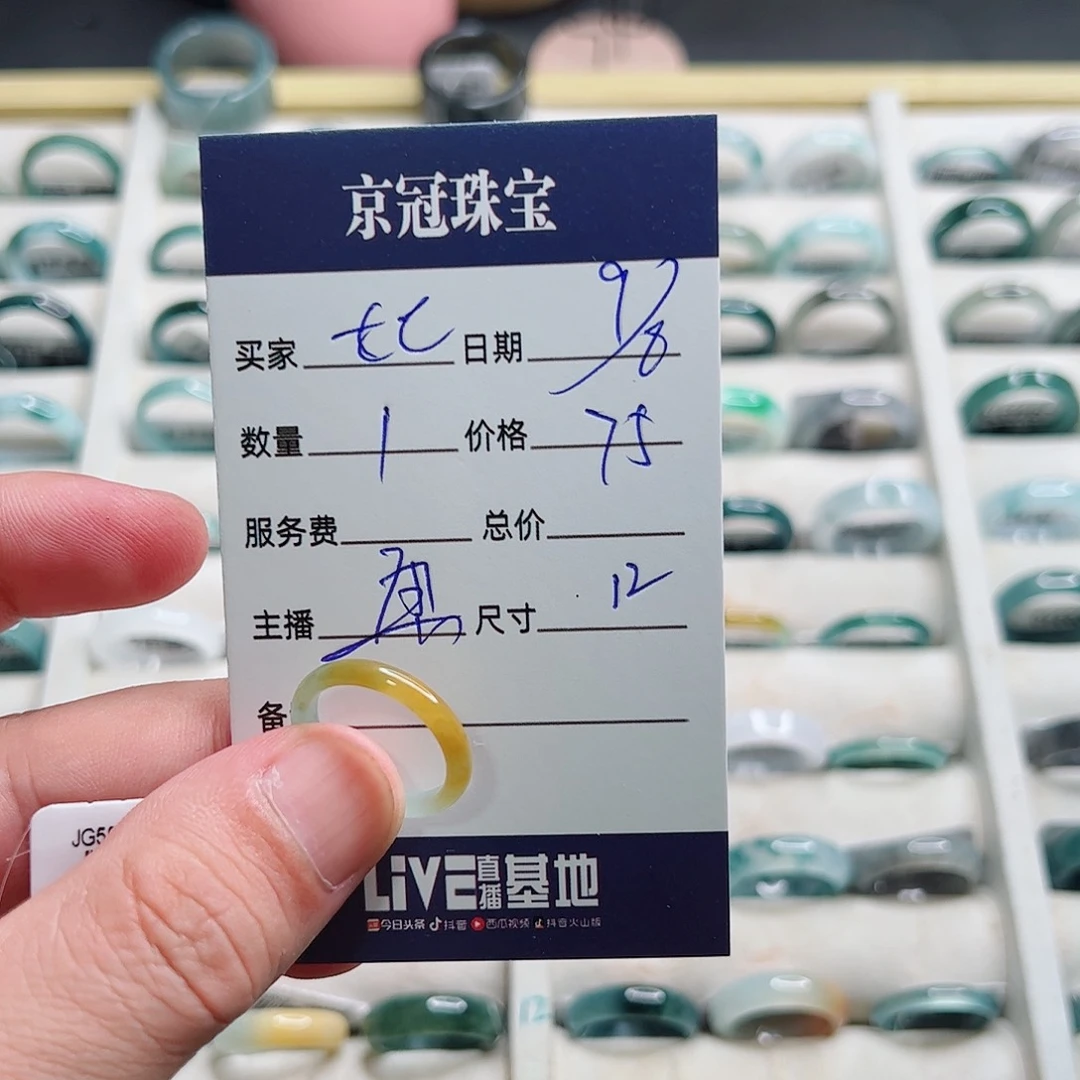 京冠珠宝
买家 七七 日期 9/8
数量 1 价格 75
服务费 总价
主播 尺寸 12
备
LiVE直播基地
今日头条 抖音 西瓜视频 抖音火山版
JG5